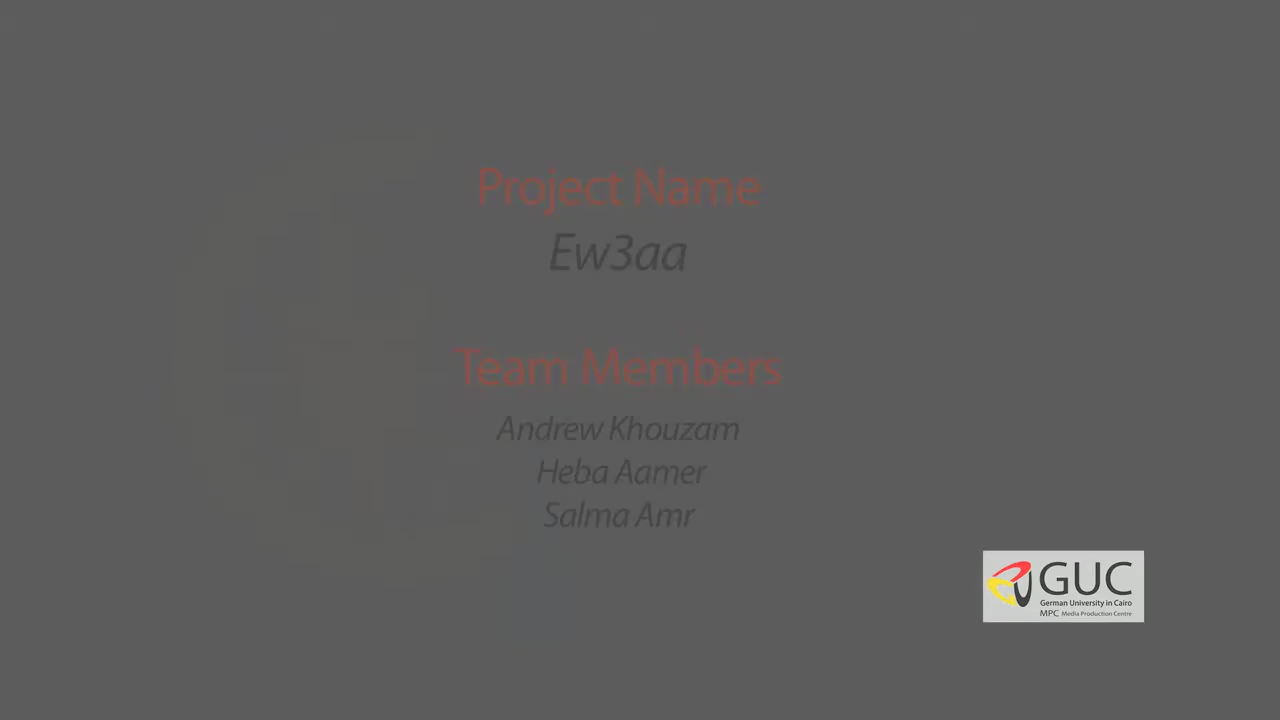 Project Name
Ew3aa
Team Members
Andrew Khouzam
Heba Aamer
Salma Amr
GUC
German University in Cairo
MPC Media Production Centre